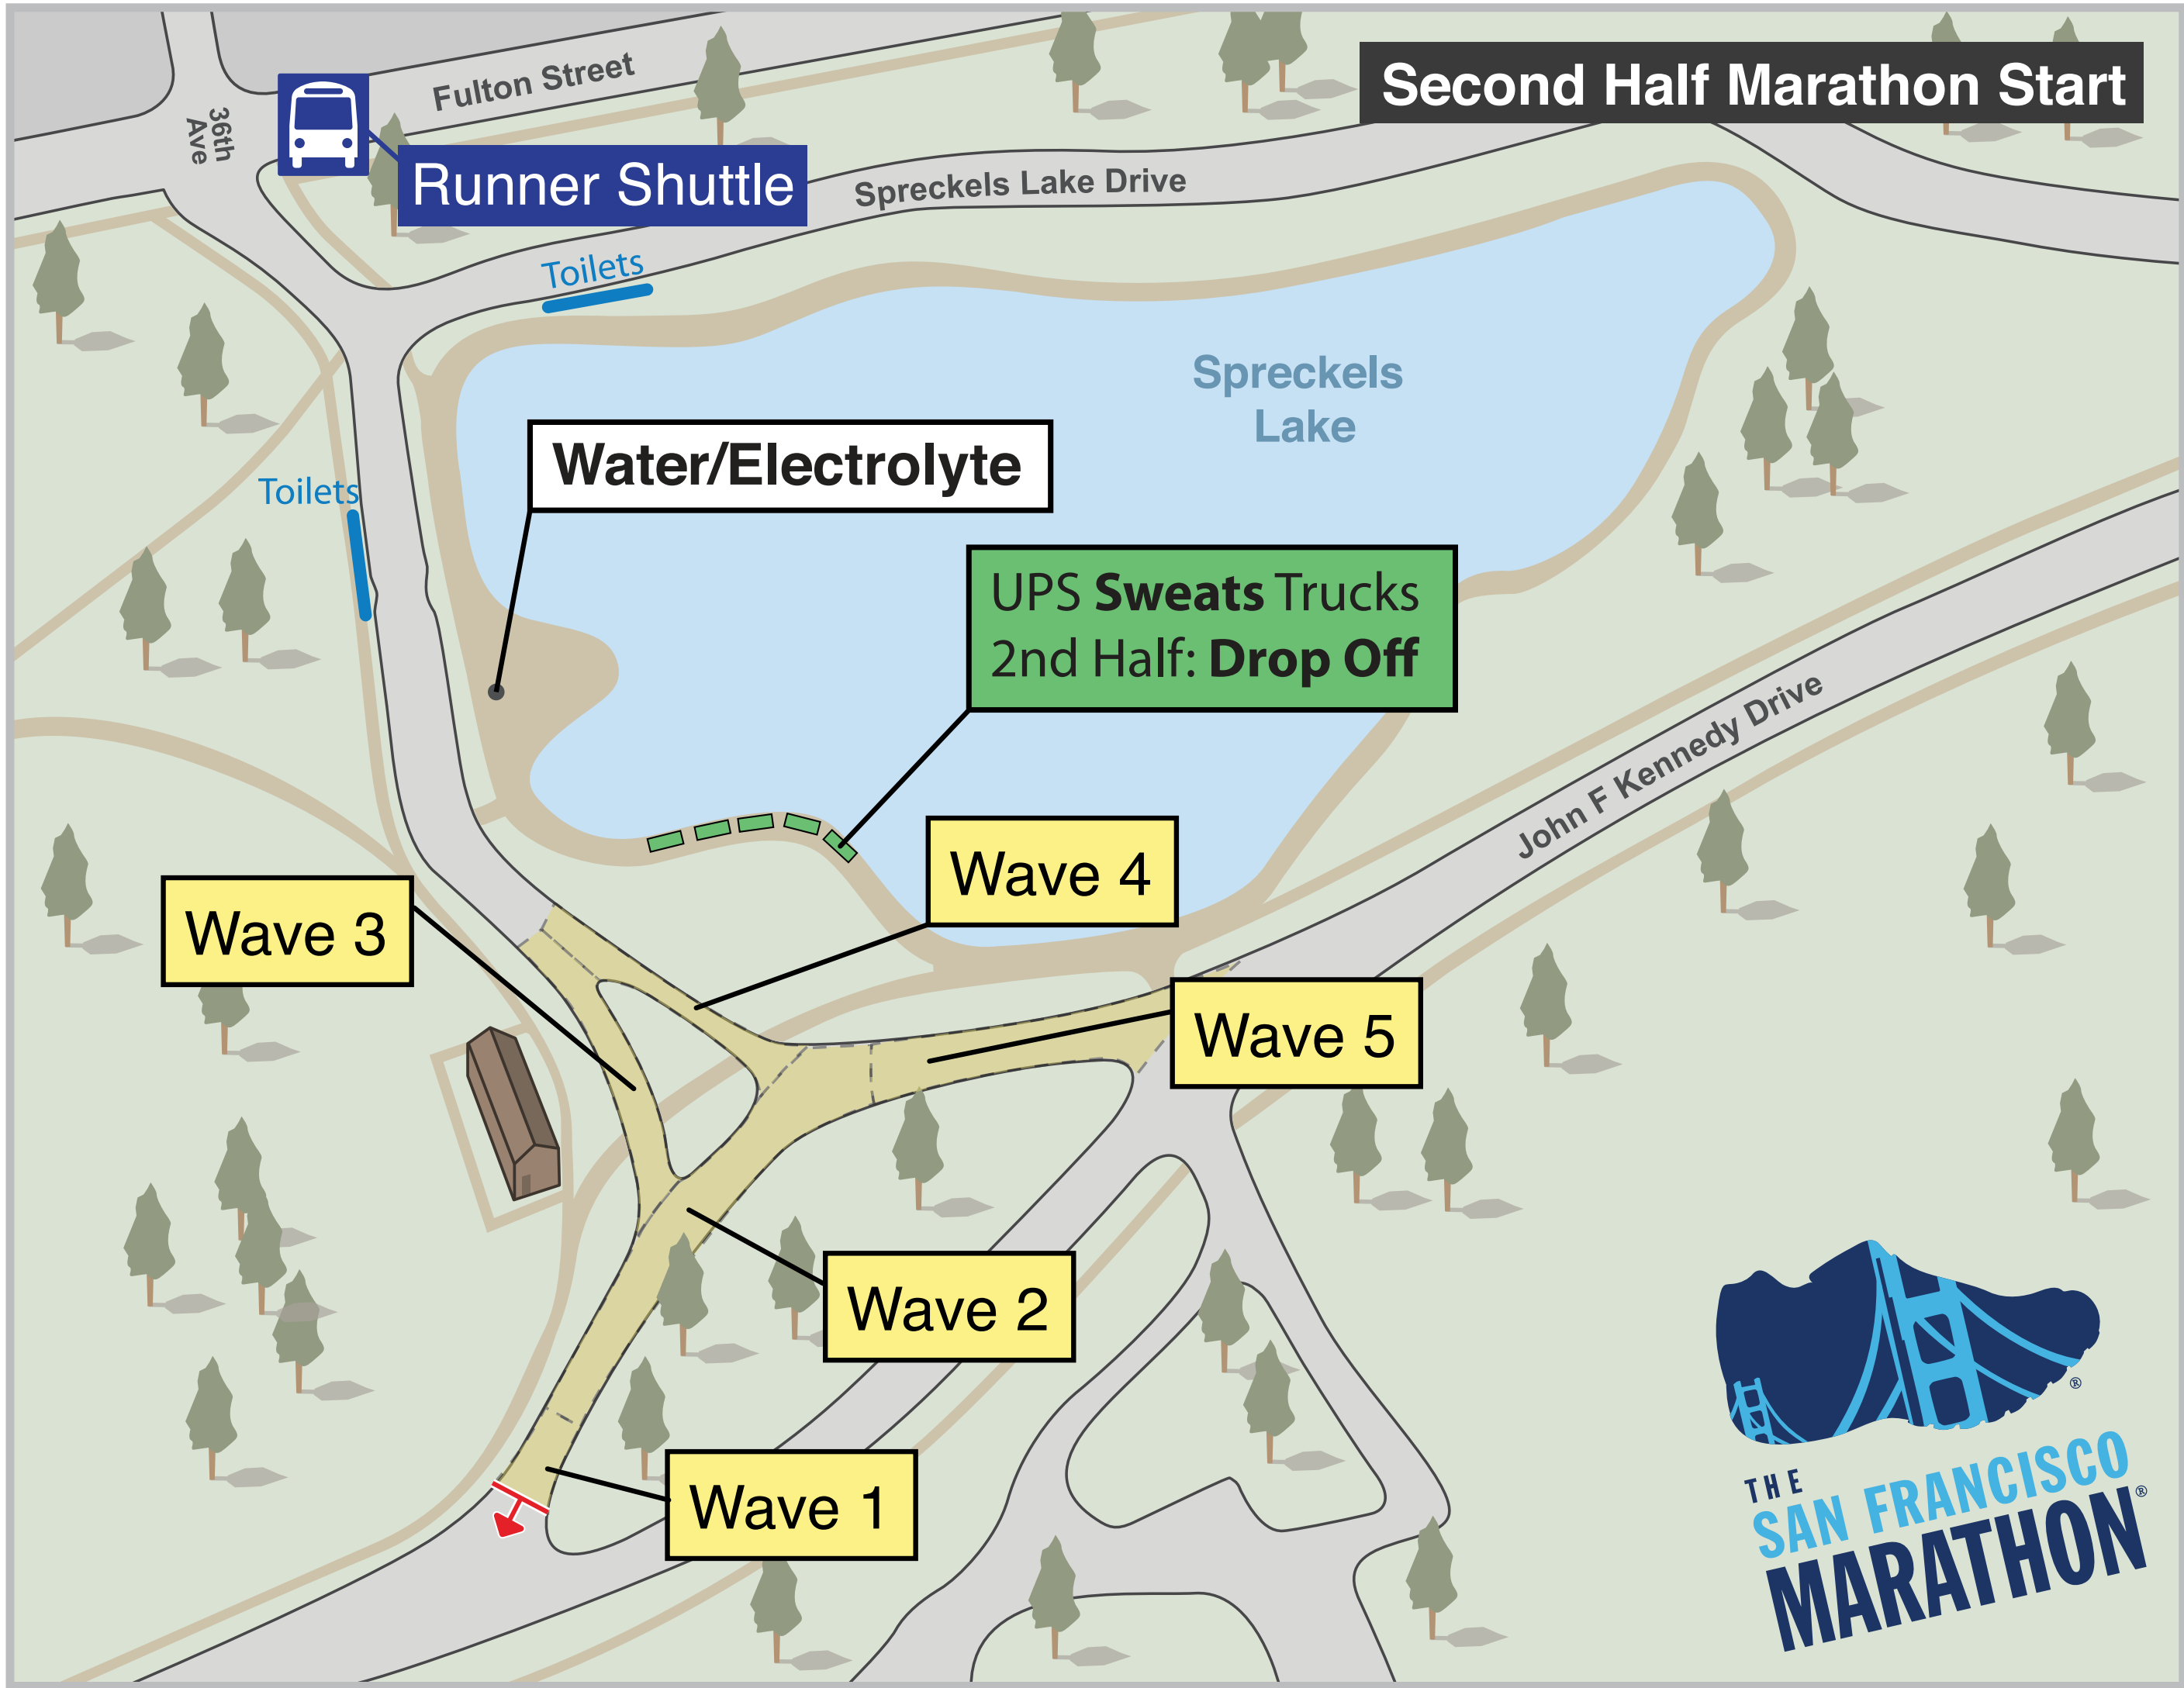 Second Half Marathon Start
Fulton Street
36th
Ave
Runner Shuttle
Spreckels Lake Drive
Toilets
Spreckels
Lake
Water/Electrolyte
Toilets
UPS Sweats Trucks
2nd Half: Drop Off
John F Kennedy Drive
Wave 4
Wave 3
Wave 5
Wave 2
Wave 1
®
THE
SAN FRANCISCO
MARATHON®